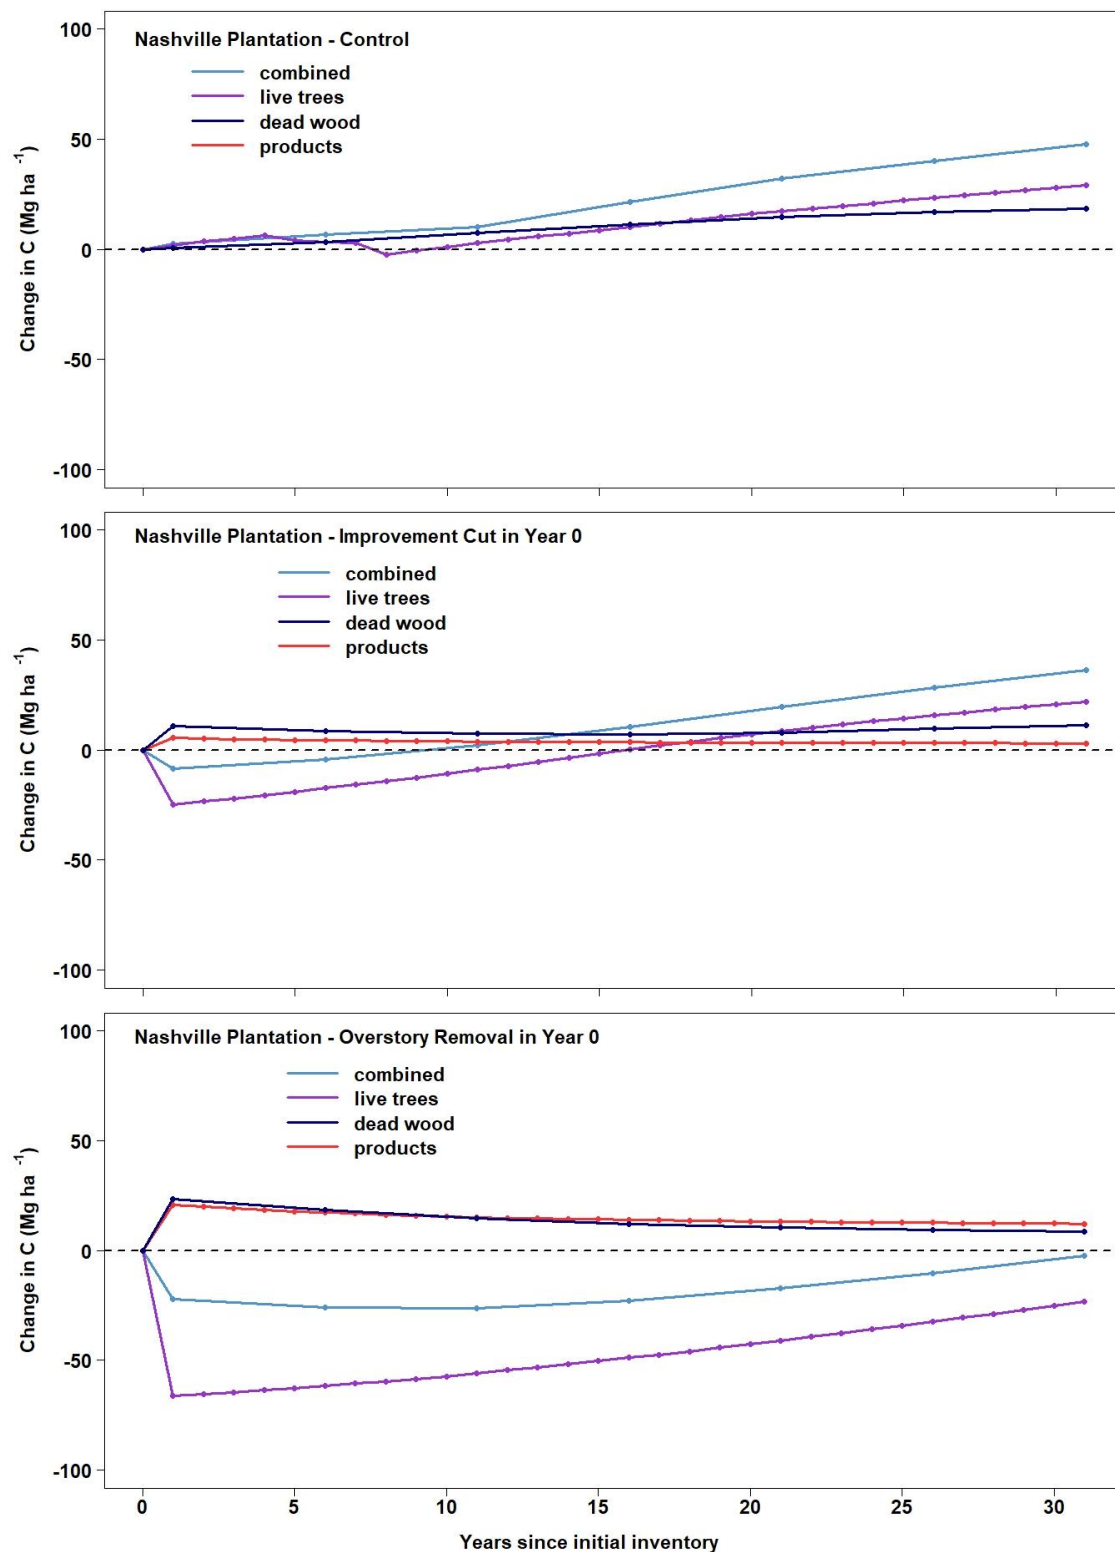 Nashville Plantation - Control
combined
live trees
dead wood
products
100
50
0
-50
-100
Change in C (Mg ha -1)
Nashville Plantation - Improvement Cut in Year 0
combined
live trees
dead wood
products
100
50
0
-50
-100
Change in C (Mg ha -1)
Nashville Plantation - Overstory Removal in Year 0
combined
live trees
dead wood
products
100
50
0
-50
-100
Change in C (Mg ha -1)
0 5 10 15 20 25 30
Years since initial inventory